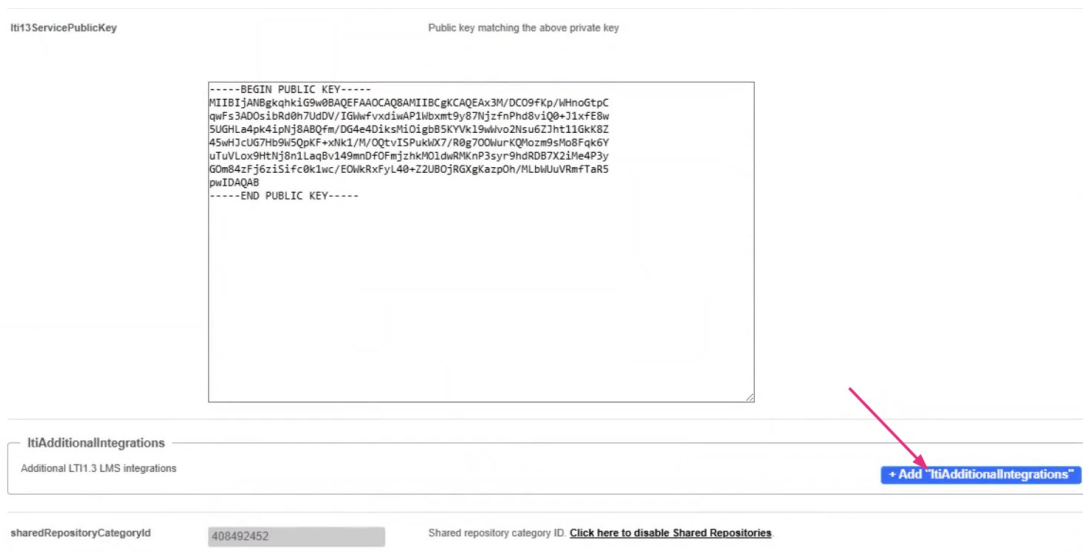 lti13ServicePublicKey
Public key matching the above private key
-----BEGIN PUBLIC KEY-----
MIIBIjANBgkqhkiG9w0BAQEFAAOCAQ8AMIIBCgKCAQEAx3M/DCO9fKp/WHnoGtpC
qwFs3ADOsibRd0h7UdDV/IGWwfvxdiwAP1Wbxmt9y87NjzfnPhd8viQ0+J1xfE8w
5UGHLa4pk4ipNj8ABQfm/DG4e4DiksMiOigbB5KYVkl9wWvo2Nsu6ZJht11GkK8Z
45wHJcUG7Hb9W5QpKF+xNk1/M/OQtvISPukWX7/R0g7OOWurKQMozm9sMo8Fqk6Y
uTuVLox9HtNj8n1LaqBv149mnDfOFmjzhkMOldwRMKnP3syr9hdRDB7X2iMe4P3y
GOm84zFj6ziSifc0k1wc/EOWkRxFyL40+Z2UBOjRGXgKazpOh/MLbWUuVRmfTaR5
pwIDAQAB
-----END PUBLIC KEY-----
ltiAdditionalIntegrations
Additional LTI1.3 LMS integrations
+ Add "ltiAdditionalIntegrations"
sharedRepositoryCategoryId
408492452
Shared repository category ID. Click here to disable Shared Repositories.